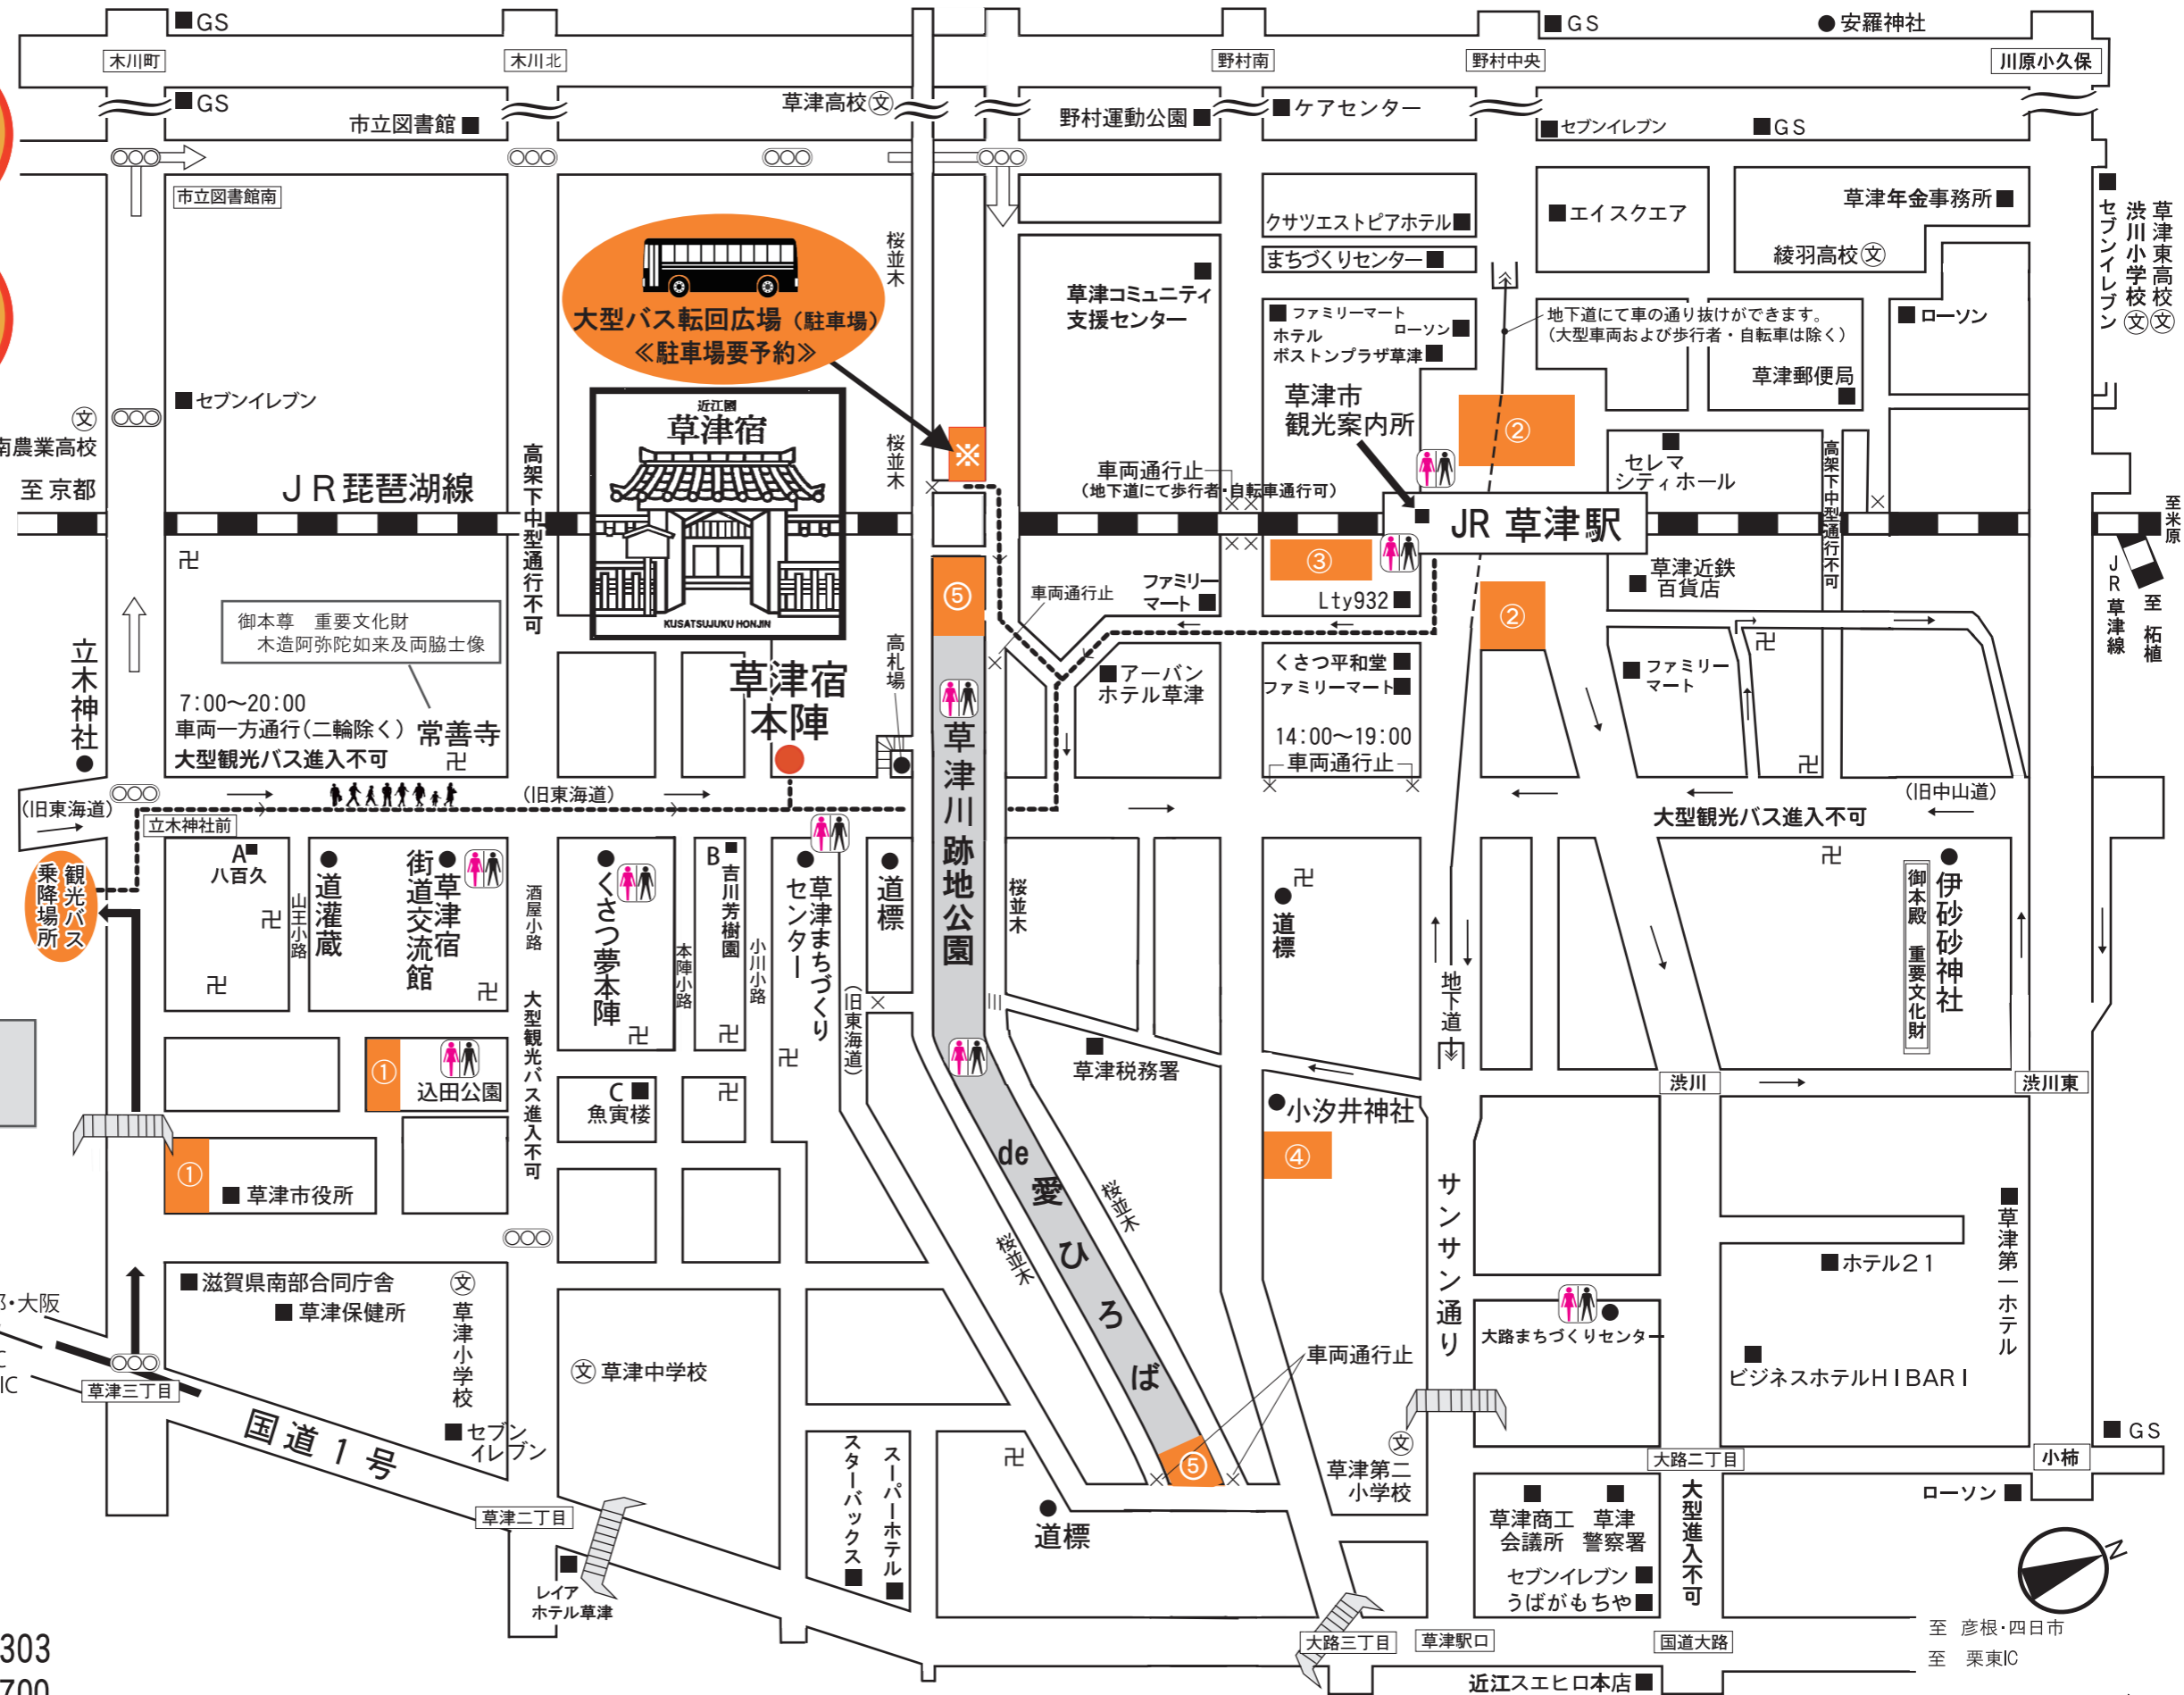 GS
GS
安羅神社
木川町
木川北
野村南
野村中央
川原小久保
GS
市立図書館
草津高校
文
野村運動公園
ケアセンター
セブンイレブン
GS
市立図書館南
クサツエストピアホテル
まちづくりセンター
エイスクエア
草津年金事務所
綾羽高校
文
セブンイレブン
渋川小学校
文
草津東高校
文
桜並木
大型バス転回広場(駐車場)
≪駐車場要予約≫
草津コミュニティ
支援センター
ファミリーマート
ローソン
ホテル
ボストンプラザ草津
地下道にて車の通り抜けができます。
(大型車両および歩行者・自転車は除く)
ローソン
草津郵便局
セブンイレブン
文
南農業高校
至 京都
JR琵琶湖線
高架下中型通行不可
近江國
草津宿
KUSATSUJUKU HONJIN
桜並木
※
草津市
観光案内所
②
車両通行止
(地下道にて歩行者・自転車通行可)
セレマ
シティホール
高架下中型通行不可
JR 草津駅
至米原
JR草津線
至 柘植
御本尊 重要文化財
木造阿弥陀如来及両脇士像
⑤
車両通行止
ファミリー
マート
③
Lty932
②
草津近鉄
百貨店
立木神社
7:00~20:00
車両一方通行(二輪除く)
大型観光バス進入不可
常善寺
草津宿
本陣
高札場
草津川跡地公園
アーバン
ホテル草津
くさつ平和堂
ファミリーマート
14:00~19:00
車両通行止
ファミリー
マート
(旧東海道)
(旧東海道)
(旧中山道)
大型観光バス進入不可
立木神社前
観光バス
乗降場所
A
八百久
山王小路
道灌蔵
草津宿
街道交流館
酒屋小路
大型観光バス進入不可
くさつ夢本陣
本陣小路
B
吉川芳樹園
小川小路
草津まちづくり
センター
(旧東海道)
道標
桜並木
道標
地下道
伊砂砂神社
御本殿 重要文化財
①
込田公園
C
魚寅楼
草津税務署
小汐井神社
④
渋川
渋川東
①
草津市役所
de愛ひろば
桜並木
桜並木
サンサン通り
草津第一ホテル
ホテル21
滋賀県南部合同庁舎
草津保健所
文
草津小学校
文
草津中学校
大路まちづくりセンター
ビジネスホテルHIBARI
・大阪
IC
草津三丁目
国道1号
セブン
イレブン
車両通行止
⑤
文
草津第二
小学校
大路二丁目
小柿
GS
スターバックス
スーパーホテル
道標
草津二丁目
レイア
ホテル草津
草津商工
会議所
草津
警察署
セブンイレブン
うばがもちや
大型進入不可
ローソン
N
至 彦根・四日市
至 栗東IC
大路三丁目
草津駅口
国道大路
近江スエヒロ本店
303
700